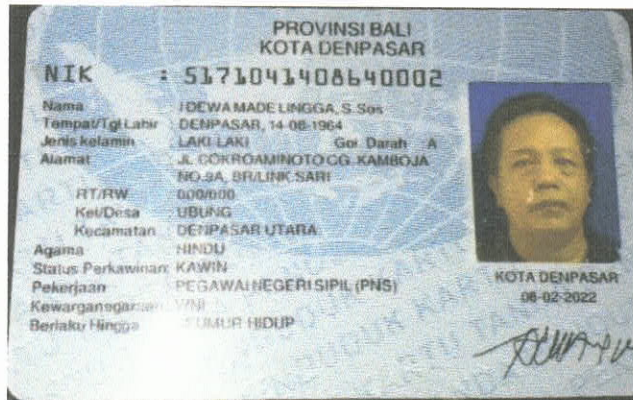 PROVINSI BALI
KOTA DENPASAR
NIK : 5171041408640002
Nama : I DEWA MADE LINGGA, S.Sos
Tempat/Tgl Lahir : DENPASAR, 14-08-1964
Jenis kelamin : LAKI LAKI Gol. Darah A
Alamat : JL. COKROAMINOTO GG. KAMBOJA
NO.9A, BR/LINK SARI
RT/RW : 000/000
Kel/Desa : UBUNG
Kecamatan : DENPASAR UTARA
Agama : HINDU
Status Perkawinan: KAWIN
Pekerjaan : PEGAWAI NEGERI SIPIL (PNS)
Kewarganegaraan: WNI
Berlaku Hingga UMUR HIDUP
KOTA DENPASAR
08-02-2022